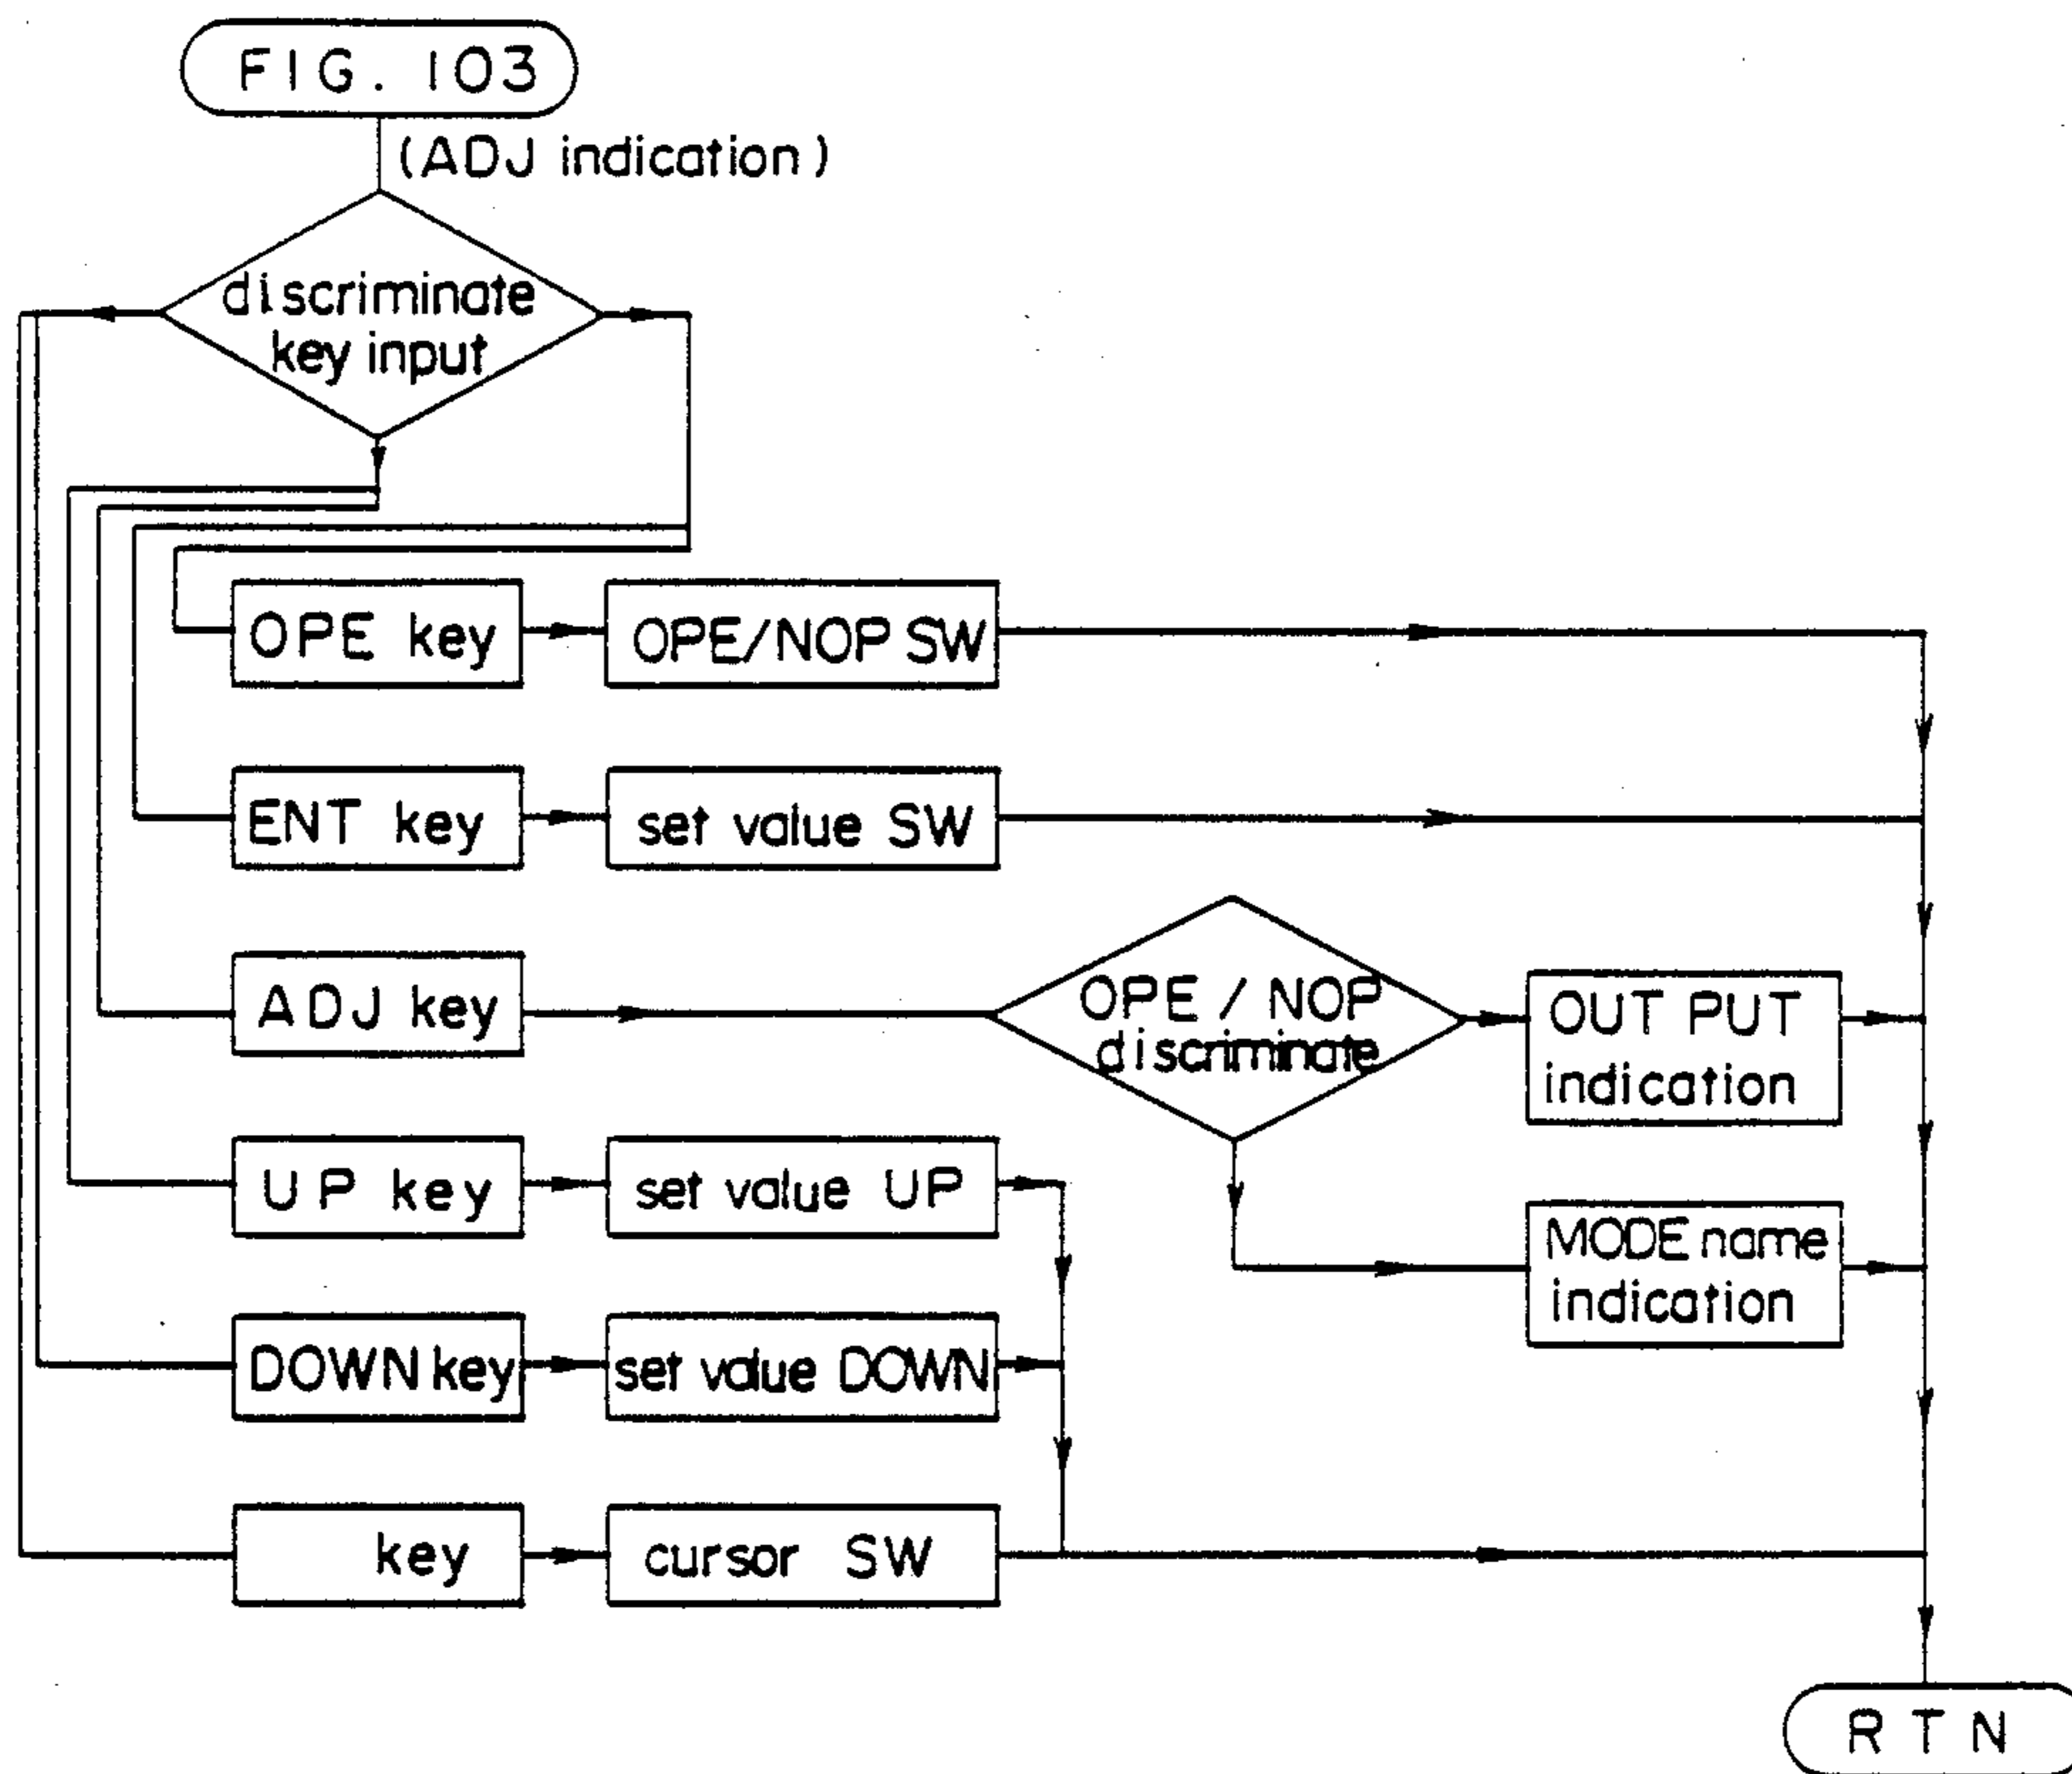 FIG. 103
(ADJ indication)
discriminate
key input
OPE key
OPE/NOP SW
ENT key
set value SW
ADJ key
OPE / NOP
discriminate
OUT PUT
indication
UP key
set value UP
MODE name
indication
DOWN key
set value DOWN
key
cursor SW
RTN